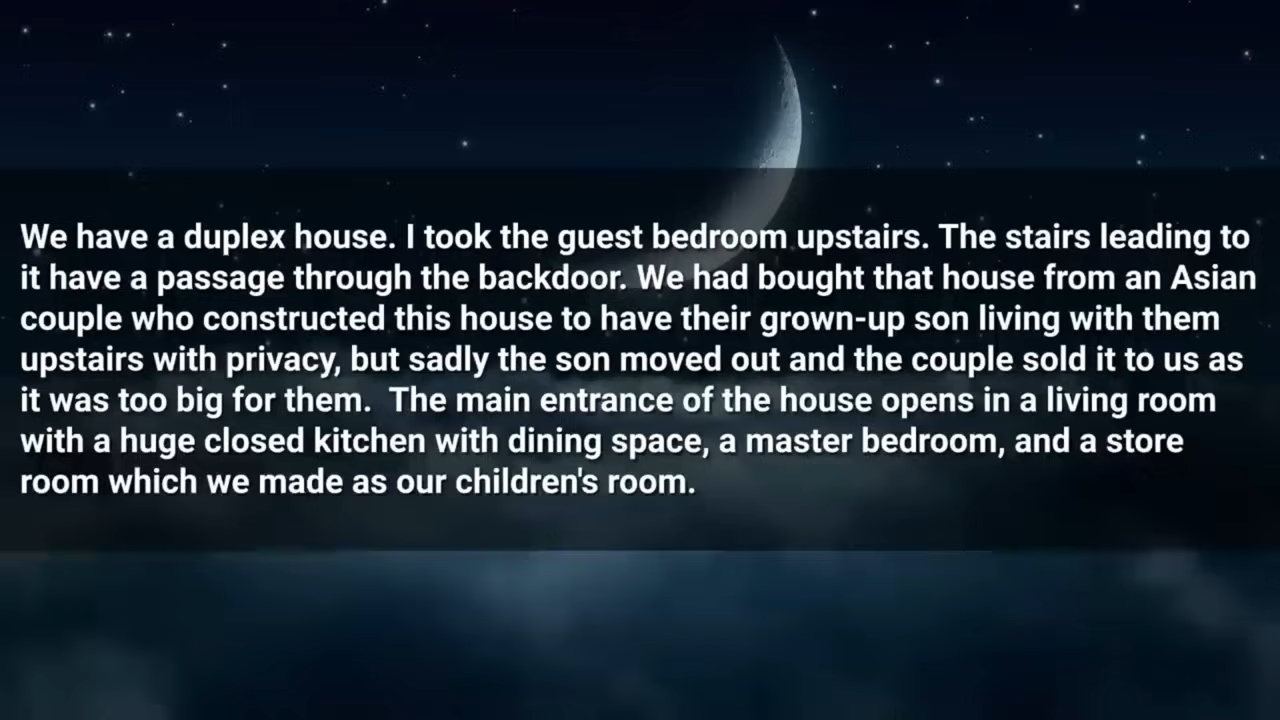 We have a duplex house. I took the guest bedroom upstairs. The stairs leading to
it have a passage through the backdoor. We had bought that house from an Asian
couple who constructed this house to have their grown-up son living with them
upstairs with privacy, but sadly the son moved out and the couple sold it to us as
it was too big for them.  The main entrance of the house opens in a living room
with a huge closed kitchen with dining space, a master bedroom, and a store
room which we made as our children's room.